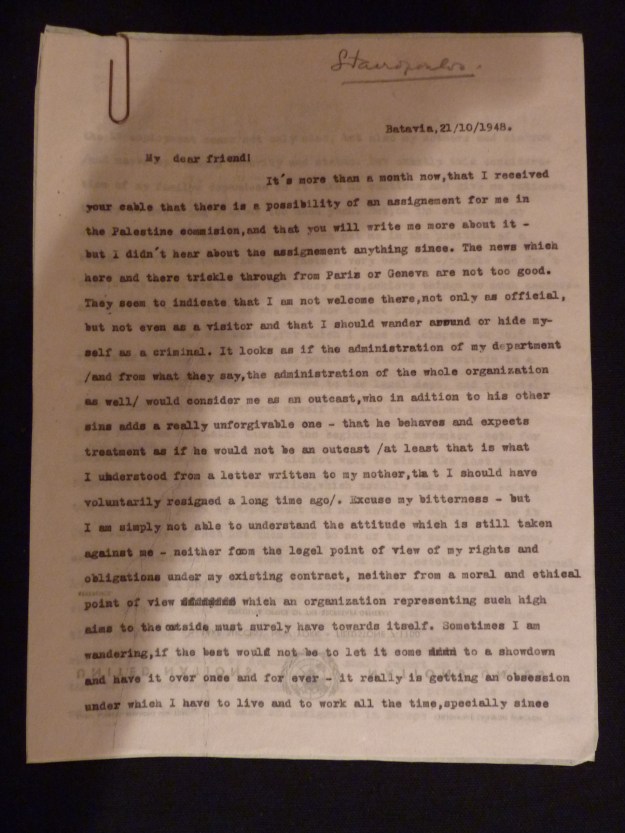 Stavropoulos.
Batavia,21/10/1948.
My dear friend!
It's more than a month now,that I received
your cable that there is a possibility of an assignement for me in
the Palestine commision,and that you will write me more about it -
but I didn't hear about the assignement anything since. The news which
here and there trickle through from Paris or Geneva are not too good.
They seem to indicate that I am not welcome there,not only as official,
but not even as a visitor and that I should wander around or hide my-
self as a criminal. It looks as if the administration of my department
/and from what they say,the administration of the whole organization
as well/ would consider me as an outcast,who in adition to his other
sins adds a really unforgivable one - that he behaves and expects
treatment as if he would not be an outcast /at least that is what
I understood from a letter written to my mother,that I should have
voluntarily resigned a long time ago/. Excuse my bitterness - but
I am simply not able to understand the attitude which is still taken
against me - neither foom the legel point of view of my rights and
obligations under my existing contract, neither from a moral and ethical
point of view which an organization representing such high
aims to the outside must surely have towards itself. Sometimes I am
wandering,if the best would not be to let it come to a showdown
and have it over once and for ever - it really is getting an obsession
under which I have to live and to work all the time,specially since
UNITED NATIONS